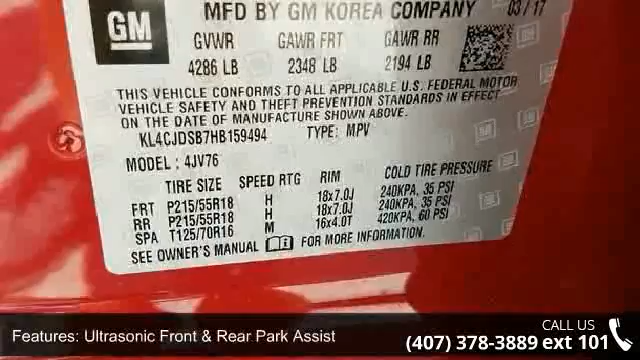 GM
MFD BY GM KOREA COMPANY 03/17
GVWR GAWR FRT GAWR RR
4286 LB 2348 LB 2194 LB
THIS VEHICLE CONFORMS TO ALL APPLICABLE U.S. FEDERAL MOTOR
VEHICLE SAFETY AND THEFT PREVENTION STANDARDS IN EFFECT
ON THE DATE OF MANUFACTURE SHOWN ABOVE.
KL4CJDSB7HB159494 TYPE: MPV
MODEL: 4JV76
TIRE SIZE SPEED RTG RIM COLD TIRE PRESSURE
FRT P215/55R18 H 18x7.0J 240KPA, 35 PSI
RR P215/55R18 H 18x7.0J 240KPA, 35 PSI
SPA T125/70R16 M 16x4.0T 420KPA, 60 PSI
SEE OWNER'S MANUAL FOR MORE INFORMATION.
Features: Ultrasonic Front & Rear Park Assist
CALL US
(407) 378-3889 ext 101